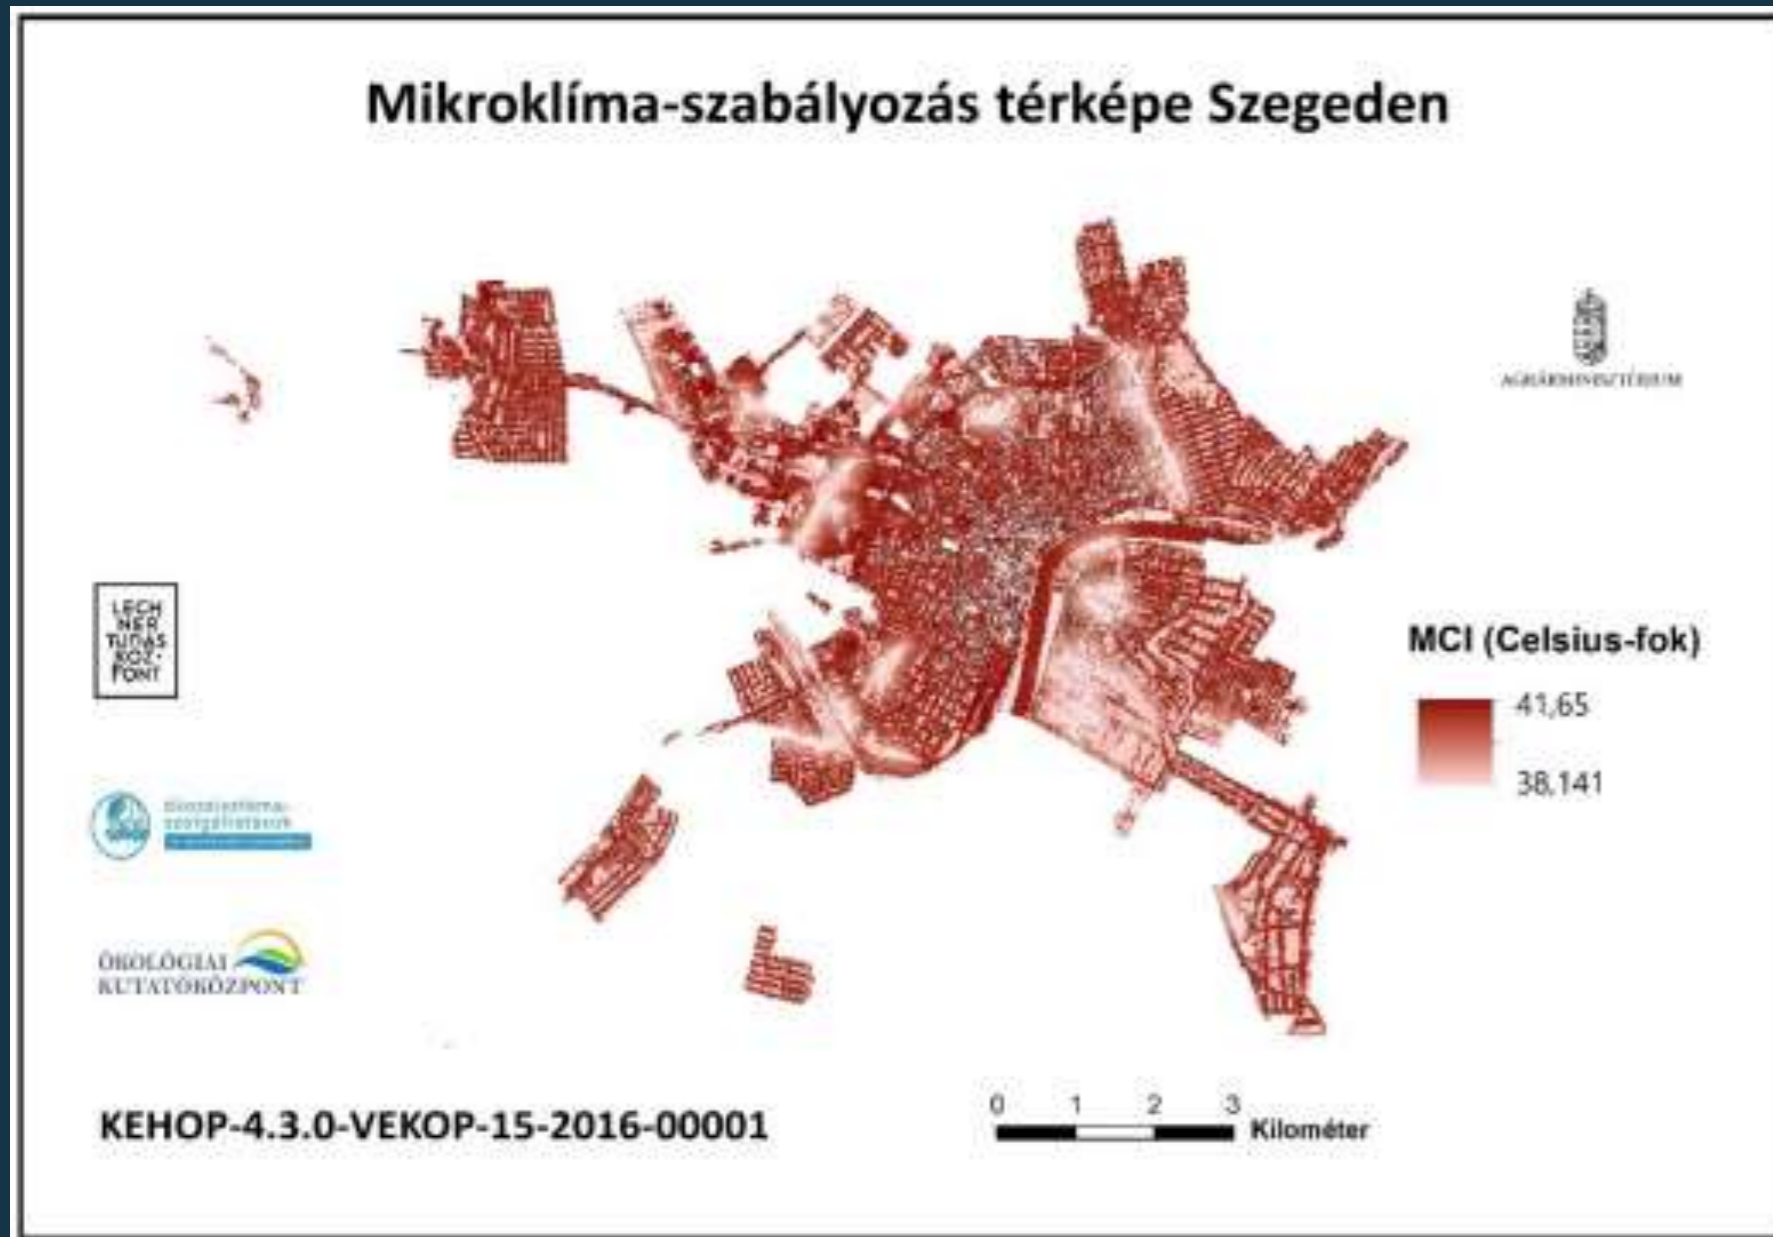 Mikroklíma-szabályozás térképe Szegeden
AGRÁRMINISZTÉRIUM
LECH
NER
TUDÁS
KÖZ-
PONT
MCI (Celsius-fok)
41,65
38,141
ÖKOLÓGIAI
KUTATÓKÖZPONT
KEHOP-4.3.0-VEKOP-15-2016-00001
0 1 2 3
Kilométer